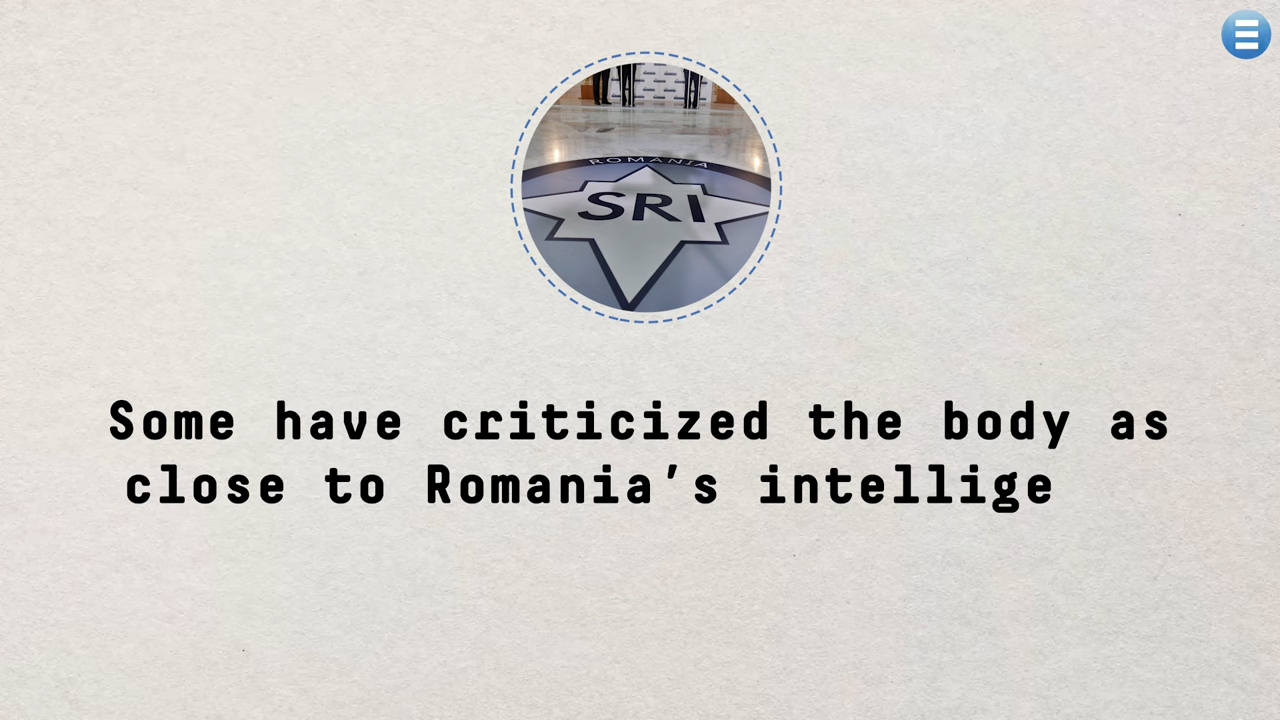 ROMANIA
SRI
Some have criticized the body as
close to Romania’s intellige